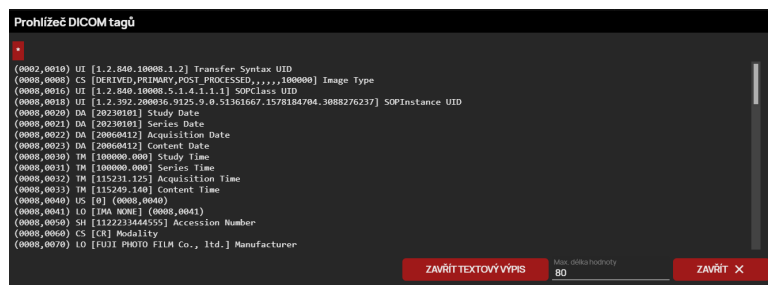 Prohlížeč DICOM tagů
*
(0002,0010) UI [1.2.840.10008.1.2] Transfer Syntax UID
(0008,0008) CS [DERIVED,PRIMARY,POST_PROCESSED,,,,,,100000] Image Type
(0008,0016) UI [1.2.840.10008.5.1.4.1.1.1] SOPClass UID
(0008,0018) UI [1.2.392.200036.9125.9.0.51361667.1578184704.3088276237] SOPInstance UID
(0008,0020) DA [20230101] Study Date
(0008,0021) DA [20230101] Series Date
(0008,0022) DA [20060412] Acquisition Date
(0008,0023) DA [20060412] Content Date
(0008,0030) TM [100000.000] Study Time
(0008,0031) TM [100000.000] Series Time
(0008,0032) TM [115231.125] Acquisition Time
(0008,0033) TM [115249.140] Content Time
(0008,0040) US [0] (0008,0040)
(0008,0041) LO [IMA NONE] (0008,0041)
(0008,0050) SH [1122233444555] Accession Number
(0008,0060) CS [CR] Modality
(0008,0070) LO [FUJI PHOTO FILM Co., ltd.] Manufacturer
ZAVŘÍT TEXTOVÝ VÝPIS
Max. délka hodnoty
80
ZAVŘÍT ✕